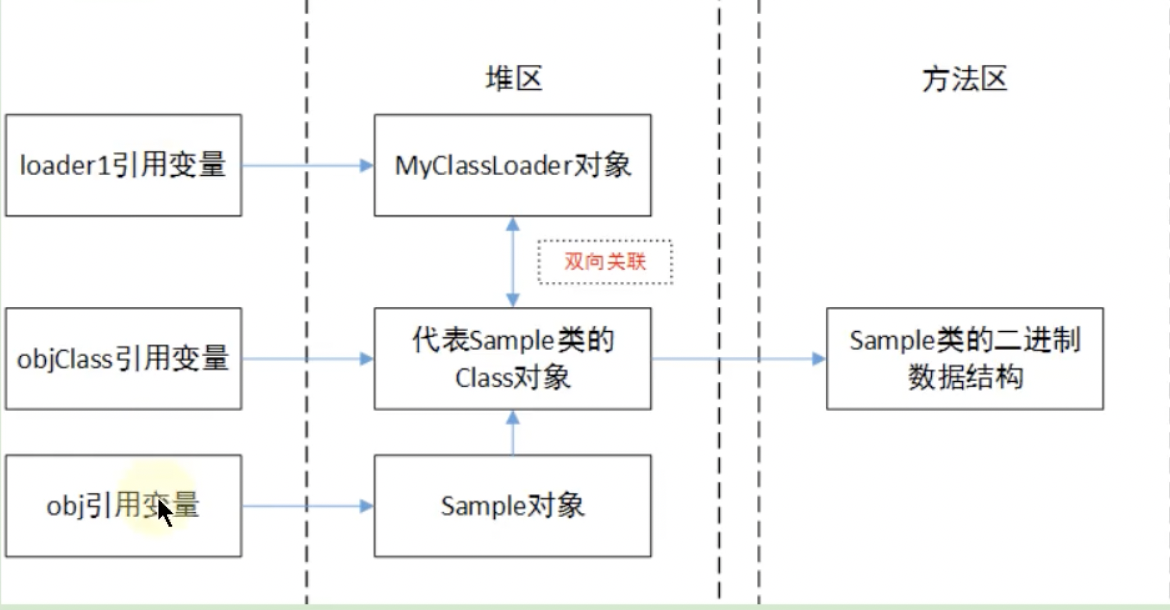 堆区
方法区
loader1引用变量
MyClassLoader对象
双向关联
objClass引用变量
代表Sample类的
Class对象
Sample类的二进制
数据结构
obj引用变量
Sample对象